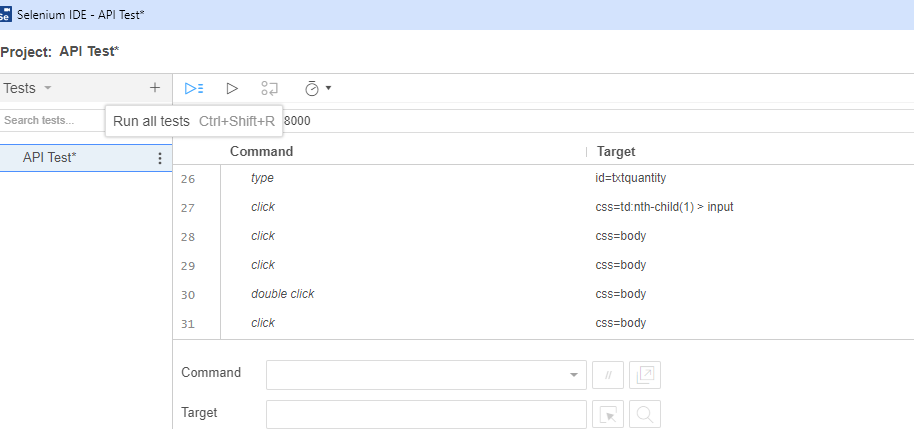 Se Selenium IDE - API Test*
Project: API Test*
Tests +
Search tests...
Run all tests Ctrl+Shift+R
8000
API Test*
Command Target
26 type id=txtquantity
27 click css=td:nth-child(1) > input
28 click css=body
29 click css=body
30 double click css=body
31 click css=body
Command //
Target